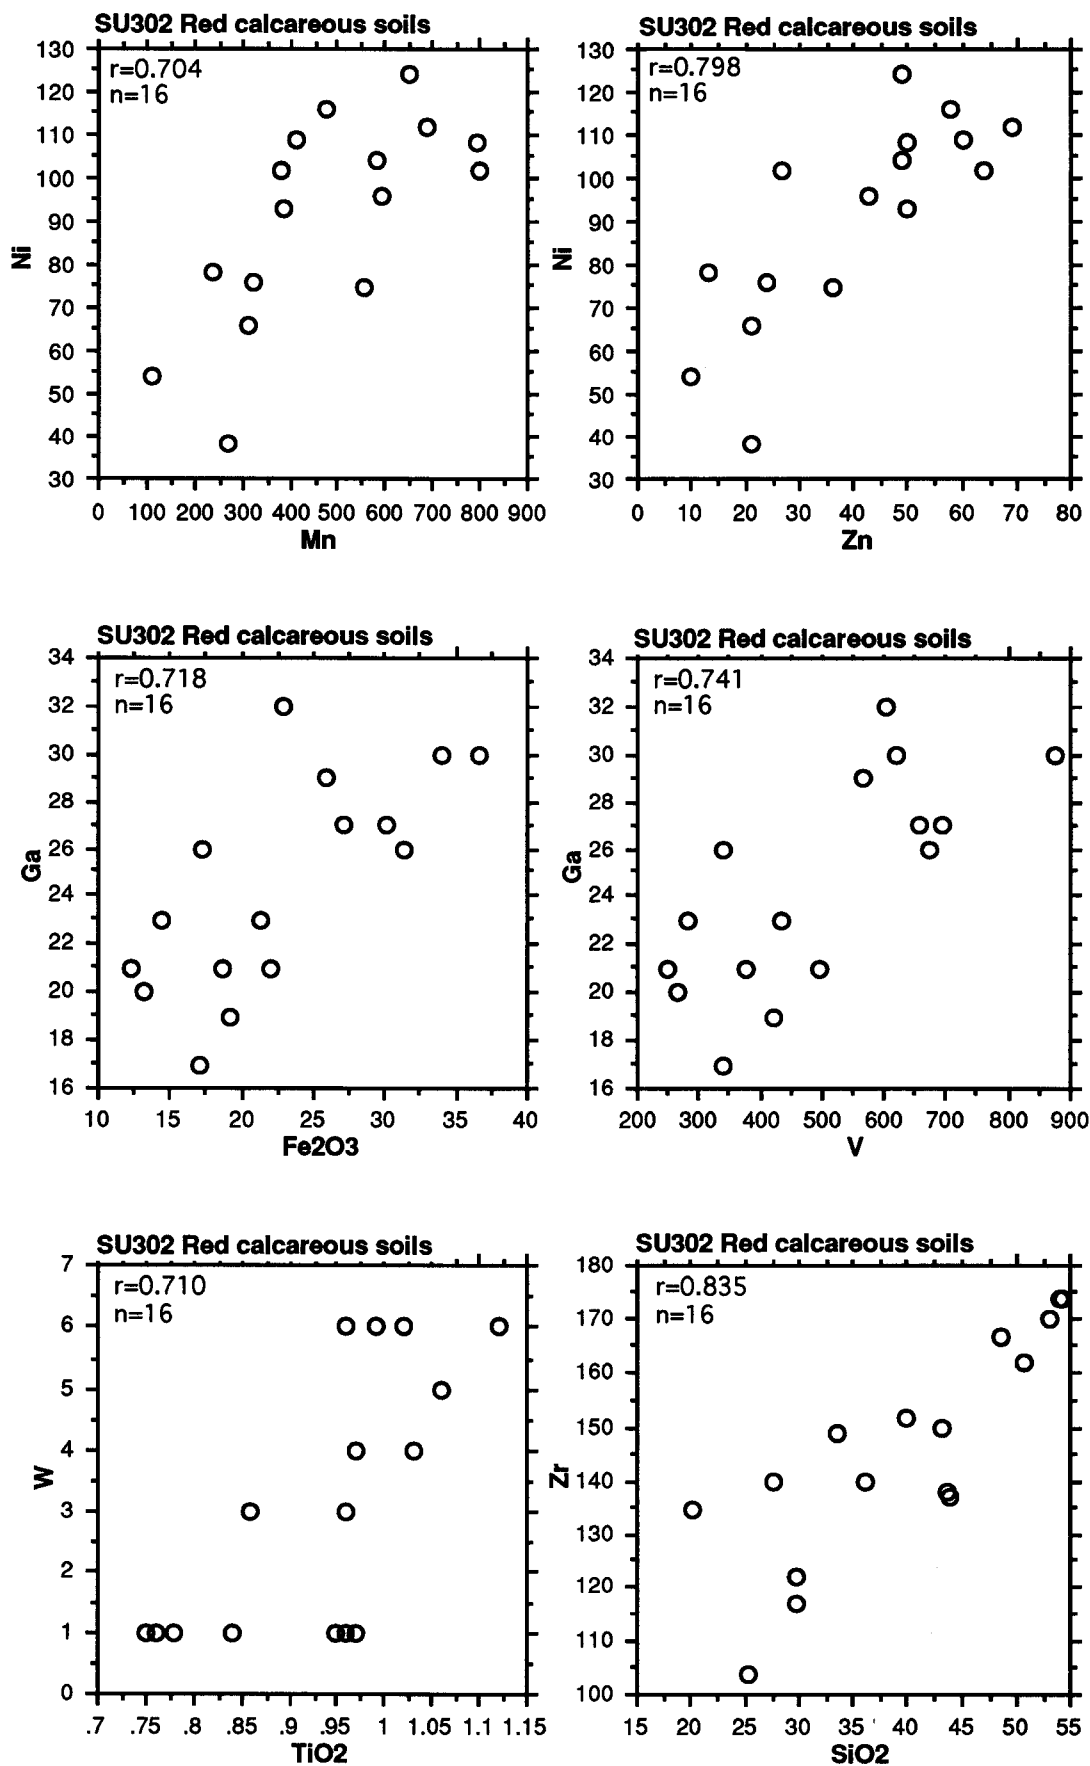 SU302 Red calcareous soils
r=0.704
n=16
130
120
110
100
90
80
70
60
50
40
30
Ni
0 100 200 300 400 500 600 700 800 900
Mn
SU302 Red calcareous soils
r=0.798
n=16
130
120
110
100
90
80
70
60
50
40
30
Ni
0 10 20 30 40 50 60 70 80
Zn
SU302 Red calcareous soils
r=0.718
n=16
34
32
30
28
26
24
22
20
18
16
Ga
10 15 20 25 30 35 40
Fe2O3
SU302 Red calcareous soils
r=0.741
n=16
34
32
30
28
26
24
22
20
18
16
Ga
200 300 400 500 600 700 800 900
V
SU302 Red calcareous soils
r=0.710
n=16
7
6
5
4
3
2
1
0
W
.7 .75 .8 .85 .9 .95 1 1.05 1.1 1.15
TiO2
SU302 Red calcareous soils
r=0.835
n=16
180
170
160
150
140
130
120
110
100
Zr
15 20 25 30 35 40 45 50 55
SiO2